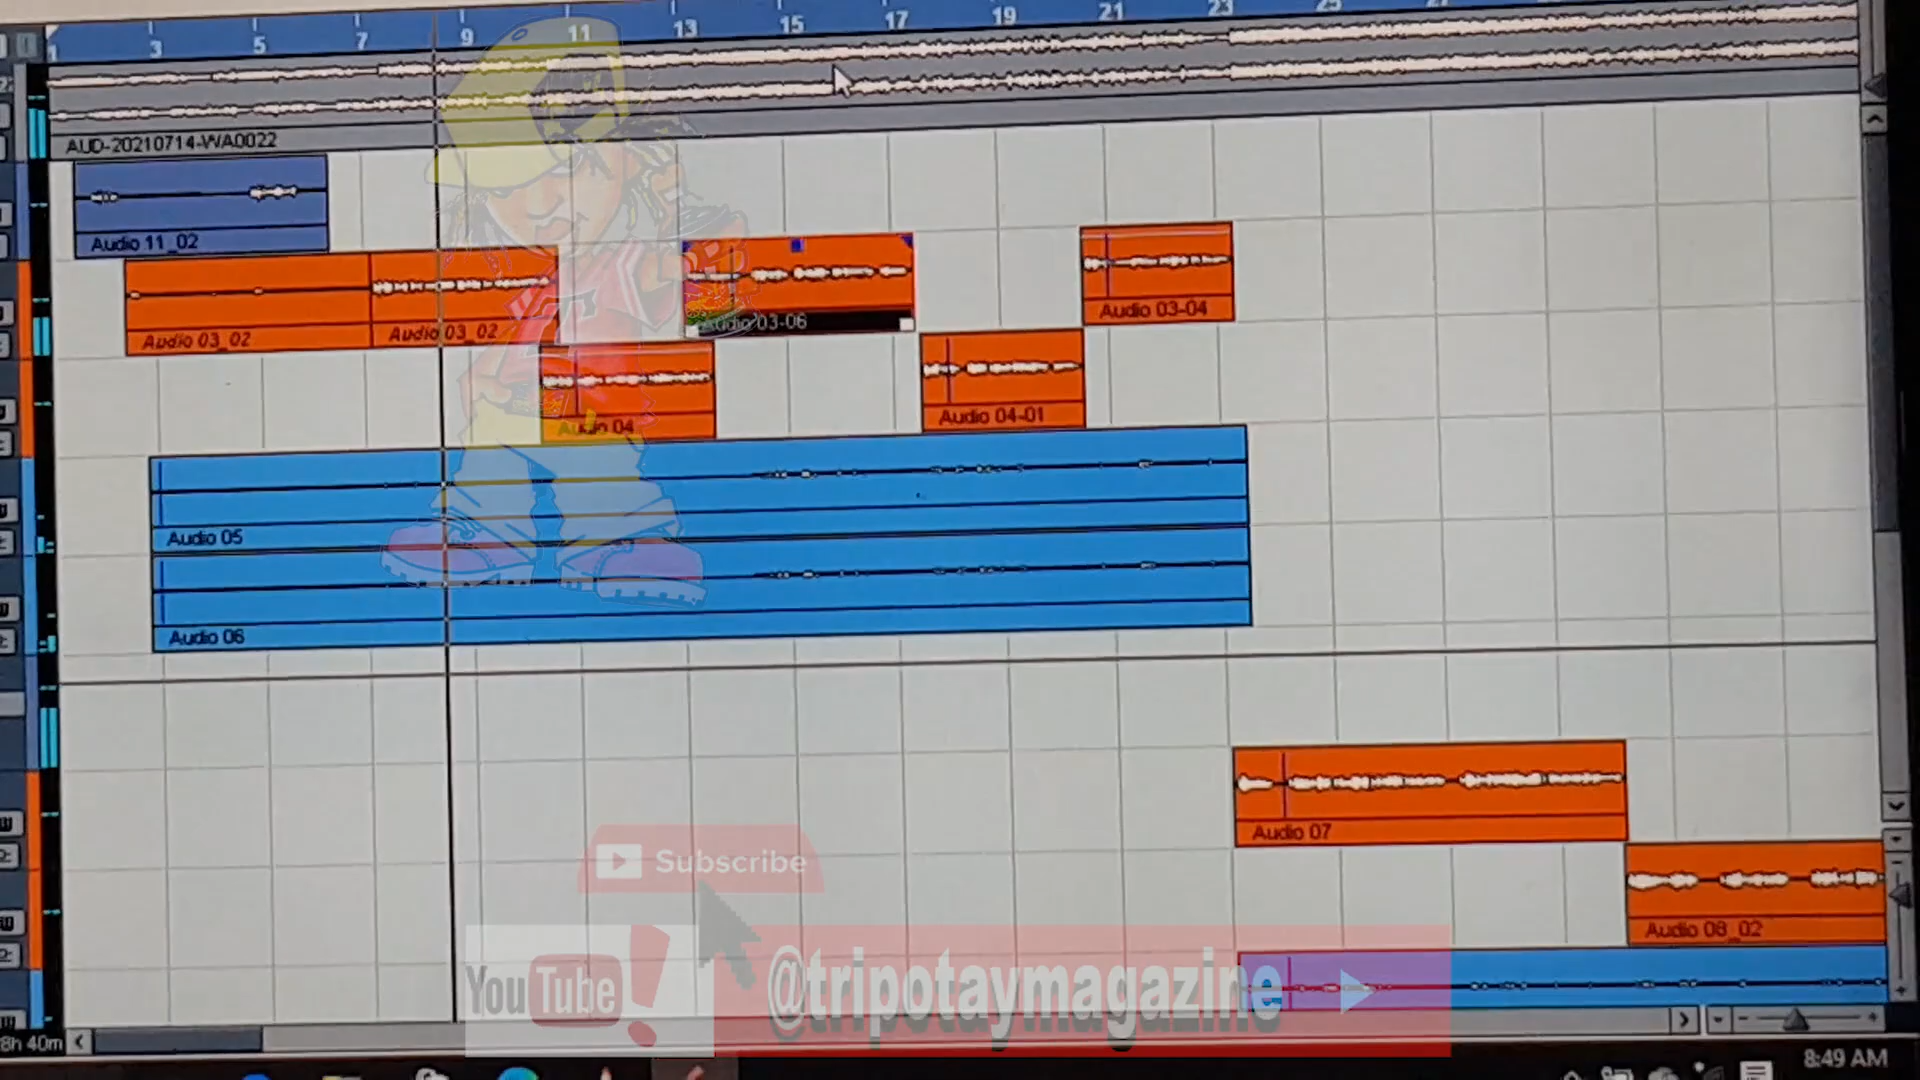 1 3 5 7 9 11 13 15 17 19 21 23 25
AUD-20210714-WA0022
Audio 11_02
Audio 03_02
Audio 03_02
Audio 03-06
Audio 03-04
Audio 04
Audio 04-01
Audio 05
Audio 06
Audio 07
Audio 08_02
Subscribe
YouTube
@tripotaymagazine
8h 40m
8:49 AM